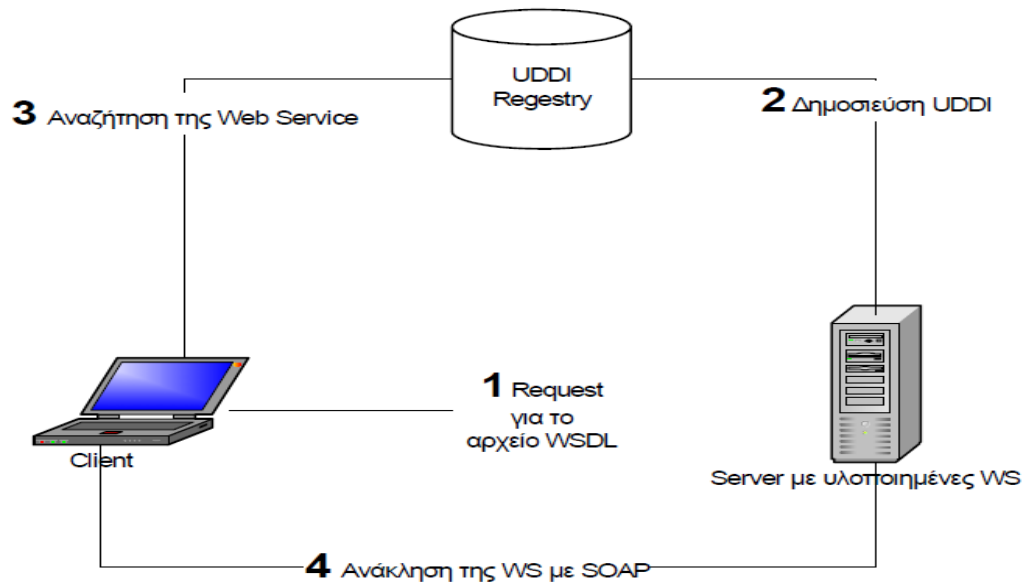 UDDI
Regestry
3 Αναζήτηση της Web Service
2 Δημοσιεύση UDDI
1 Request
για το
αρχείο WSDL
Client
Server με υλοποιημένες WS
4 Ανάκληση της WS με SOAP